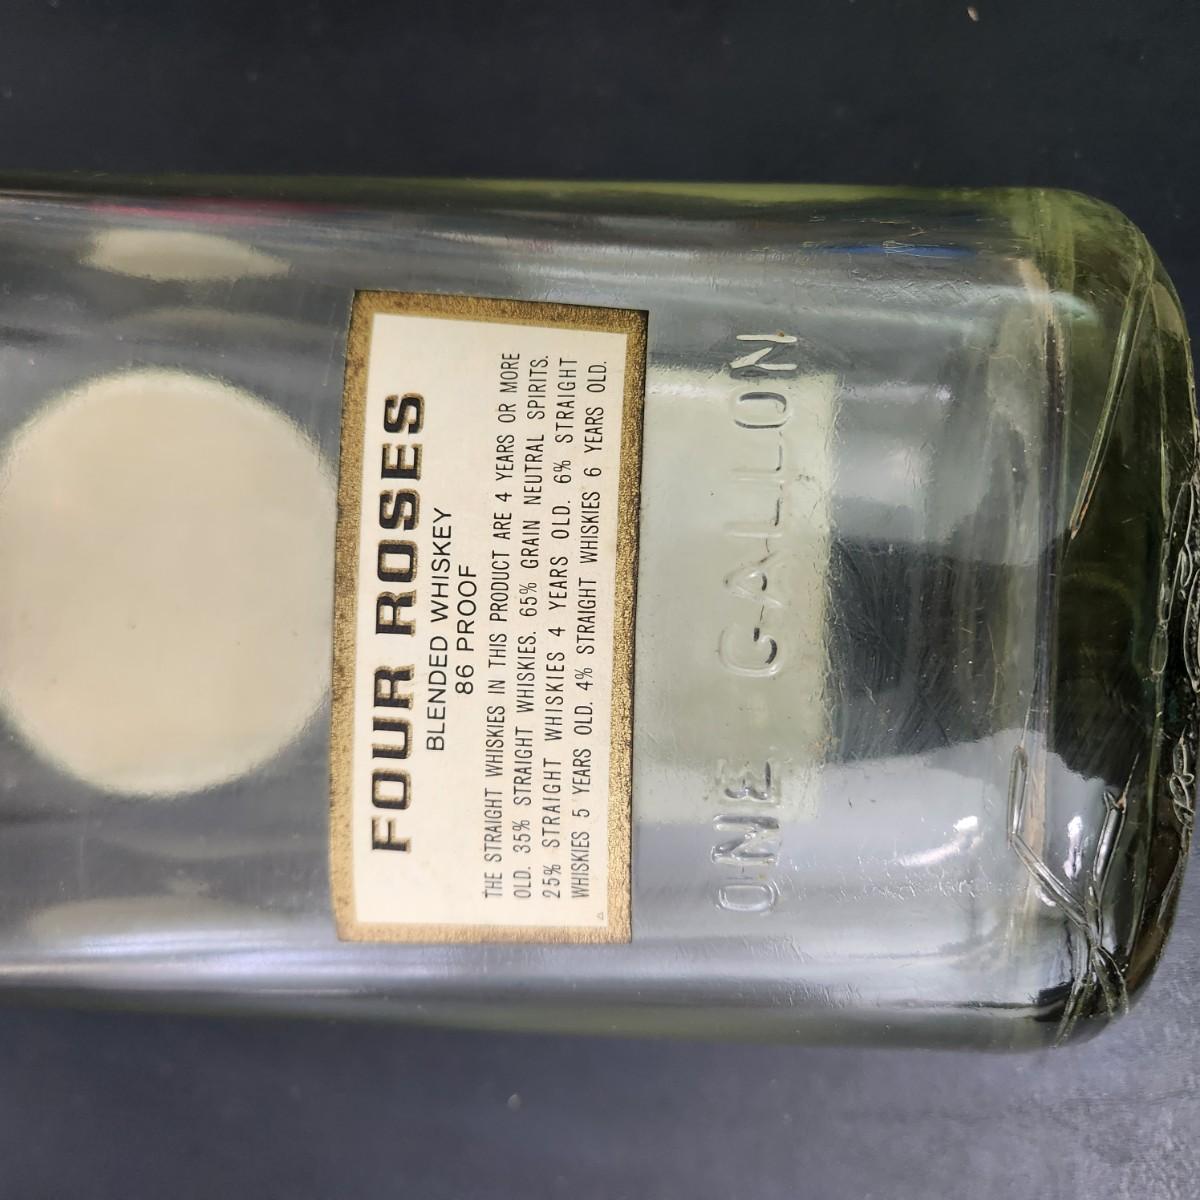 FOUR ROSES
BLENDED WHISKEY
86 PROOF
THE STRAIGHT WHISKIES IN THIS PRODUCT ARE 4 YEARS OR MORE
OLD. 35% STRAIGHT WHISKIES. 65% GRAIN NEUTRAL SPIRITS.
25% STRAIGHT WHISKIES 4 YEARS OLD. 6% STRAIGHT
WHISKIES 5 YEARS OLD. 4% STRAIGHT WHISKIES 6 YEARS OLD.
ONE GALLON